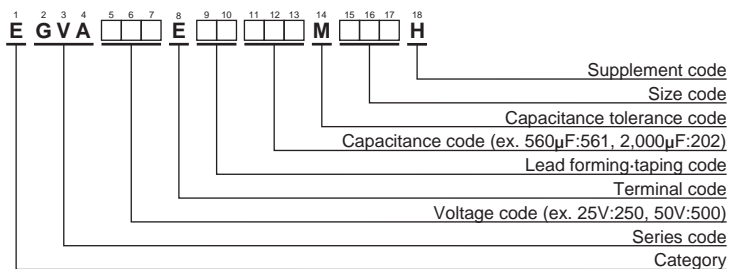 1 2 3 4 5 6 7 8 9 10 11 12 13 14 15 16 17 18
E G V A □□□ E □□ □□□ M □□□ H
Supplement code
Size code
Capacitance tolerance code
Capacitance code (ex. 560µF:561, 2,000µF:202)
Lead forming·taping code
Terminal code
Voltage code (ex. 25V:250, 50V:500)
Series code
Category